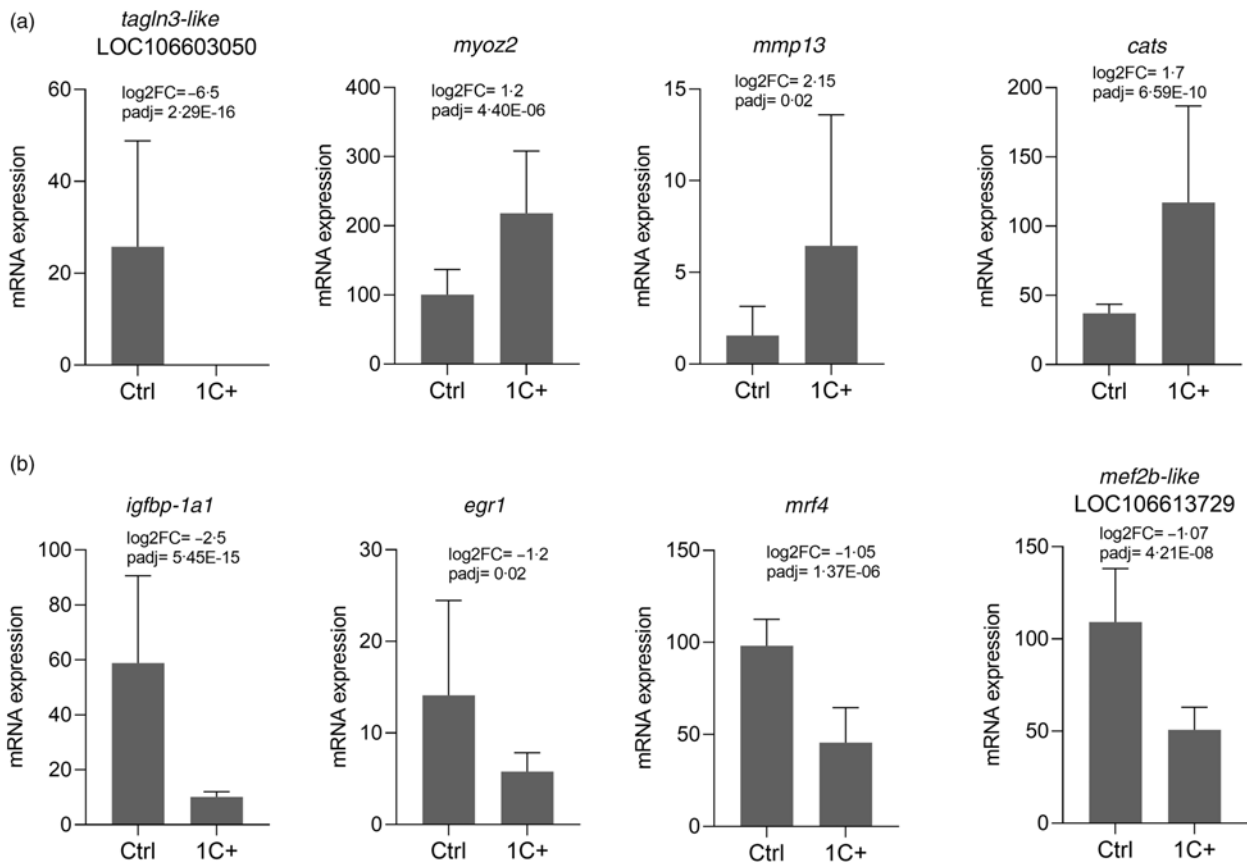 (a)
tagln3-like
LOC106603050
log2FC= −6·5
padj= 2·29E-16
mRNA expression
60
40
20
0
Ctrl 1C+
myoz2
log2FC= 1·2
padj= 4·40E-06
mRNA expression
400
300
200
100
0
Ctrl 1C+
mmp13
log2FC= 2·15
padj= 0·02
mRNA expression
15
10
5
0
Ctrl 1C+
cats
log2FC= 1·7
padj= 6·59E-10
mRNA expression
200
150
100
50
0
Ctrl 1C+
(b)
igfbp-1a1
log2FC= −2·5
padj= 5·45E-15
mRNA expression
100
80
60
40
20
0
Ctrl 1C+
egr1
log2FC= −1·2
padj= 0·02
mRNA expression
30
20
10
0
Ctrl 1C+
mrf4
log2FC= −1·05
padj= 1·37E-06
mRNA expression
150
100
50
0
Ctrl 1C+
mef2b-like
LOC106613729
log2FC= −1·07
padj= 4·21E-08
mRNA expression
150
100
50
0
Ctrl 1C+